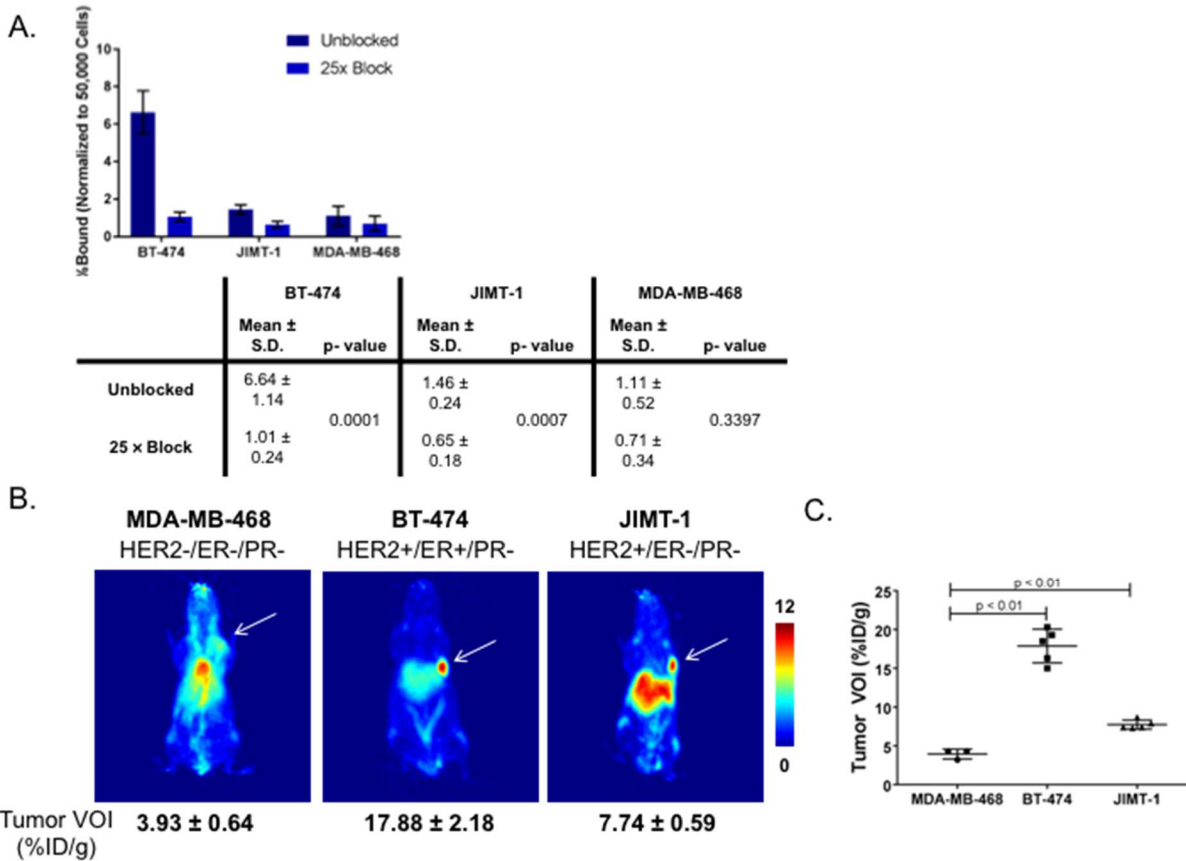 A.
%Bound (Normalized to 50,000 Cells)
10
8
6
4
2
0
Unblocked
25x Block
BT-474 JIMT-1 MDA-MB-468
BT-474 JIMT-1 MDA-MB-468
Mean ± S.D. p- value Mean ± S.D. p- value Mean ± S.D. p- value
Unblocked 6.64 ± 1.14 1.46 ± 0.24 1.11 ± 0.52
0.0001 0.0007 0.3397
25 × Block 1.01 ± 0.24 0.65 ± 0.18 0.71 ± 0.34
B.
MDA-MB-468 BT-474 JIMT-1
HER2-/ER-/PR- HER2+/ER+/PR- HER2+/ER-/PR-
12
0
Tumor VOI 3.93 ± 0.64 17.88 ± 2.18 7.74 ± 0.59
(%ID/g)
C.
Tumor VOI (%ID/g)
25
20
15
10
5
0
p < 0.01
p < 0.01
MDA-MB-468 BT-474 JIMT-1